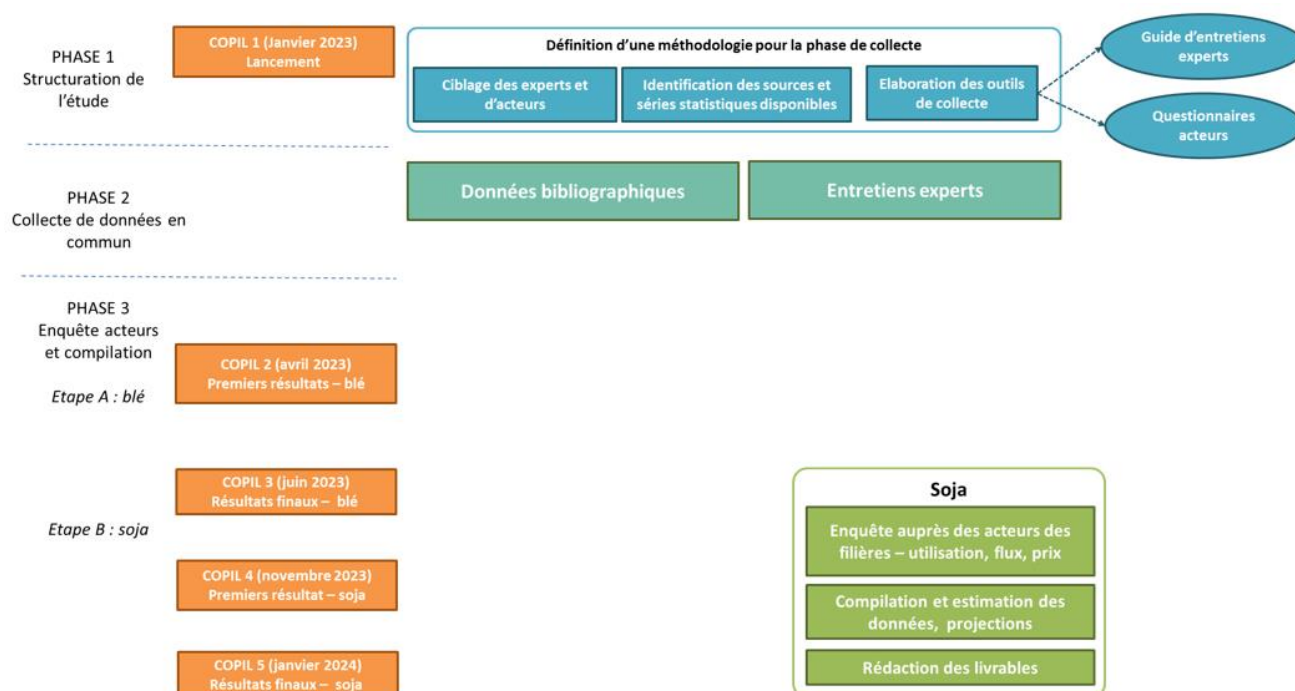 PHASE 1
Structuration de
l'étude
COPIL 1 (Janvier 2023)
Lancement
Définition d'une méthodologie pour la phase de collecte
Ciblage des experts et
d'acteurs
Identification des sources et
séries statistiques disponibles
Elaboration des outils
de collecte
Guide d'entretiens
experts
Questionnaires
acteurs
PHASE 2
Collecte de données en
commun
Données bibliographiques
Entretiens experts
PHASE 3
Enquête acteurs
et compilation
Etape A : blé
COPIL 2 (avril 2023)
Premiers résultats – blé
Etape B : soja
COPIL 3 (juin 2023)
Résultats finaux – blé
COPIL 4 (novembre 2023)
Premiers résultat – soja
COPIL 5 (janvier 2024)
Résultats finaux – soja
Soja
Enquête auprès des acteurs des
filières – utilisation, flux, prix
Compilation et estimation des
données, projections
Rédaction des livrables